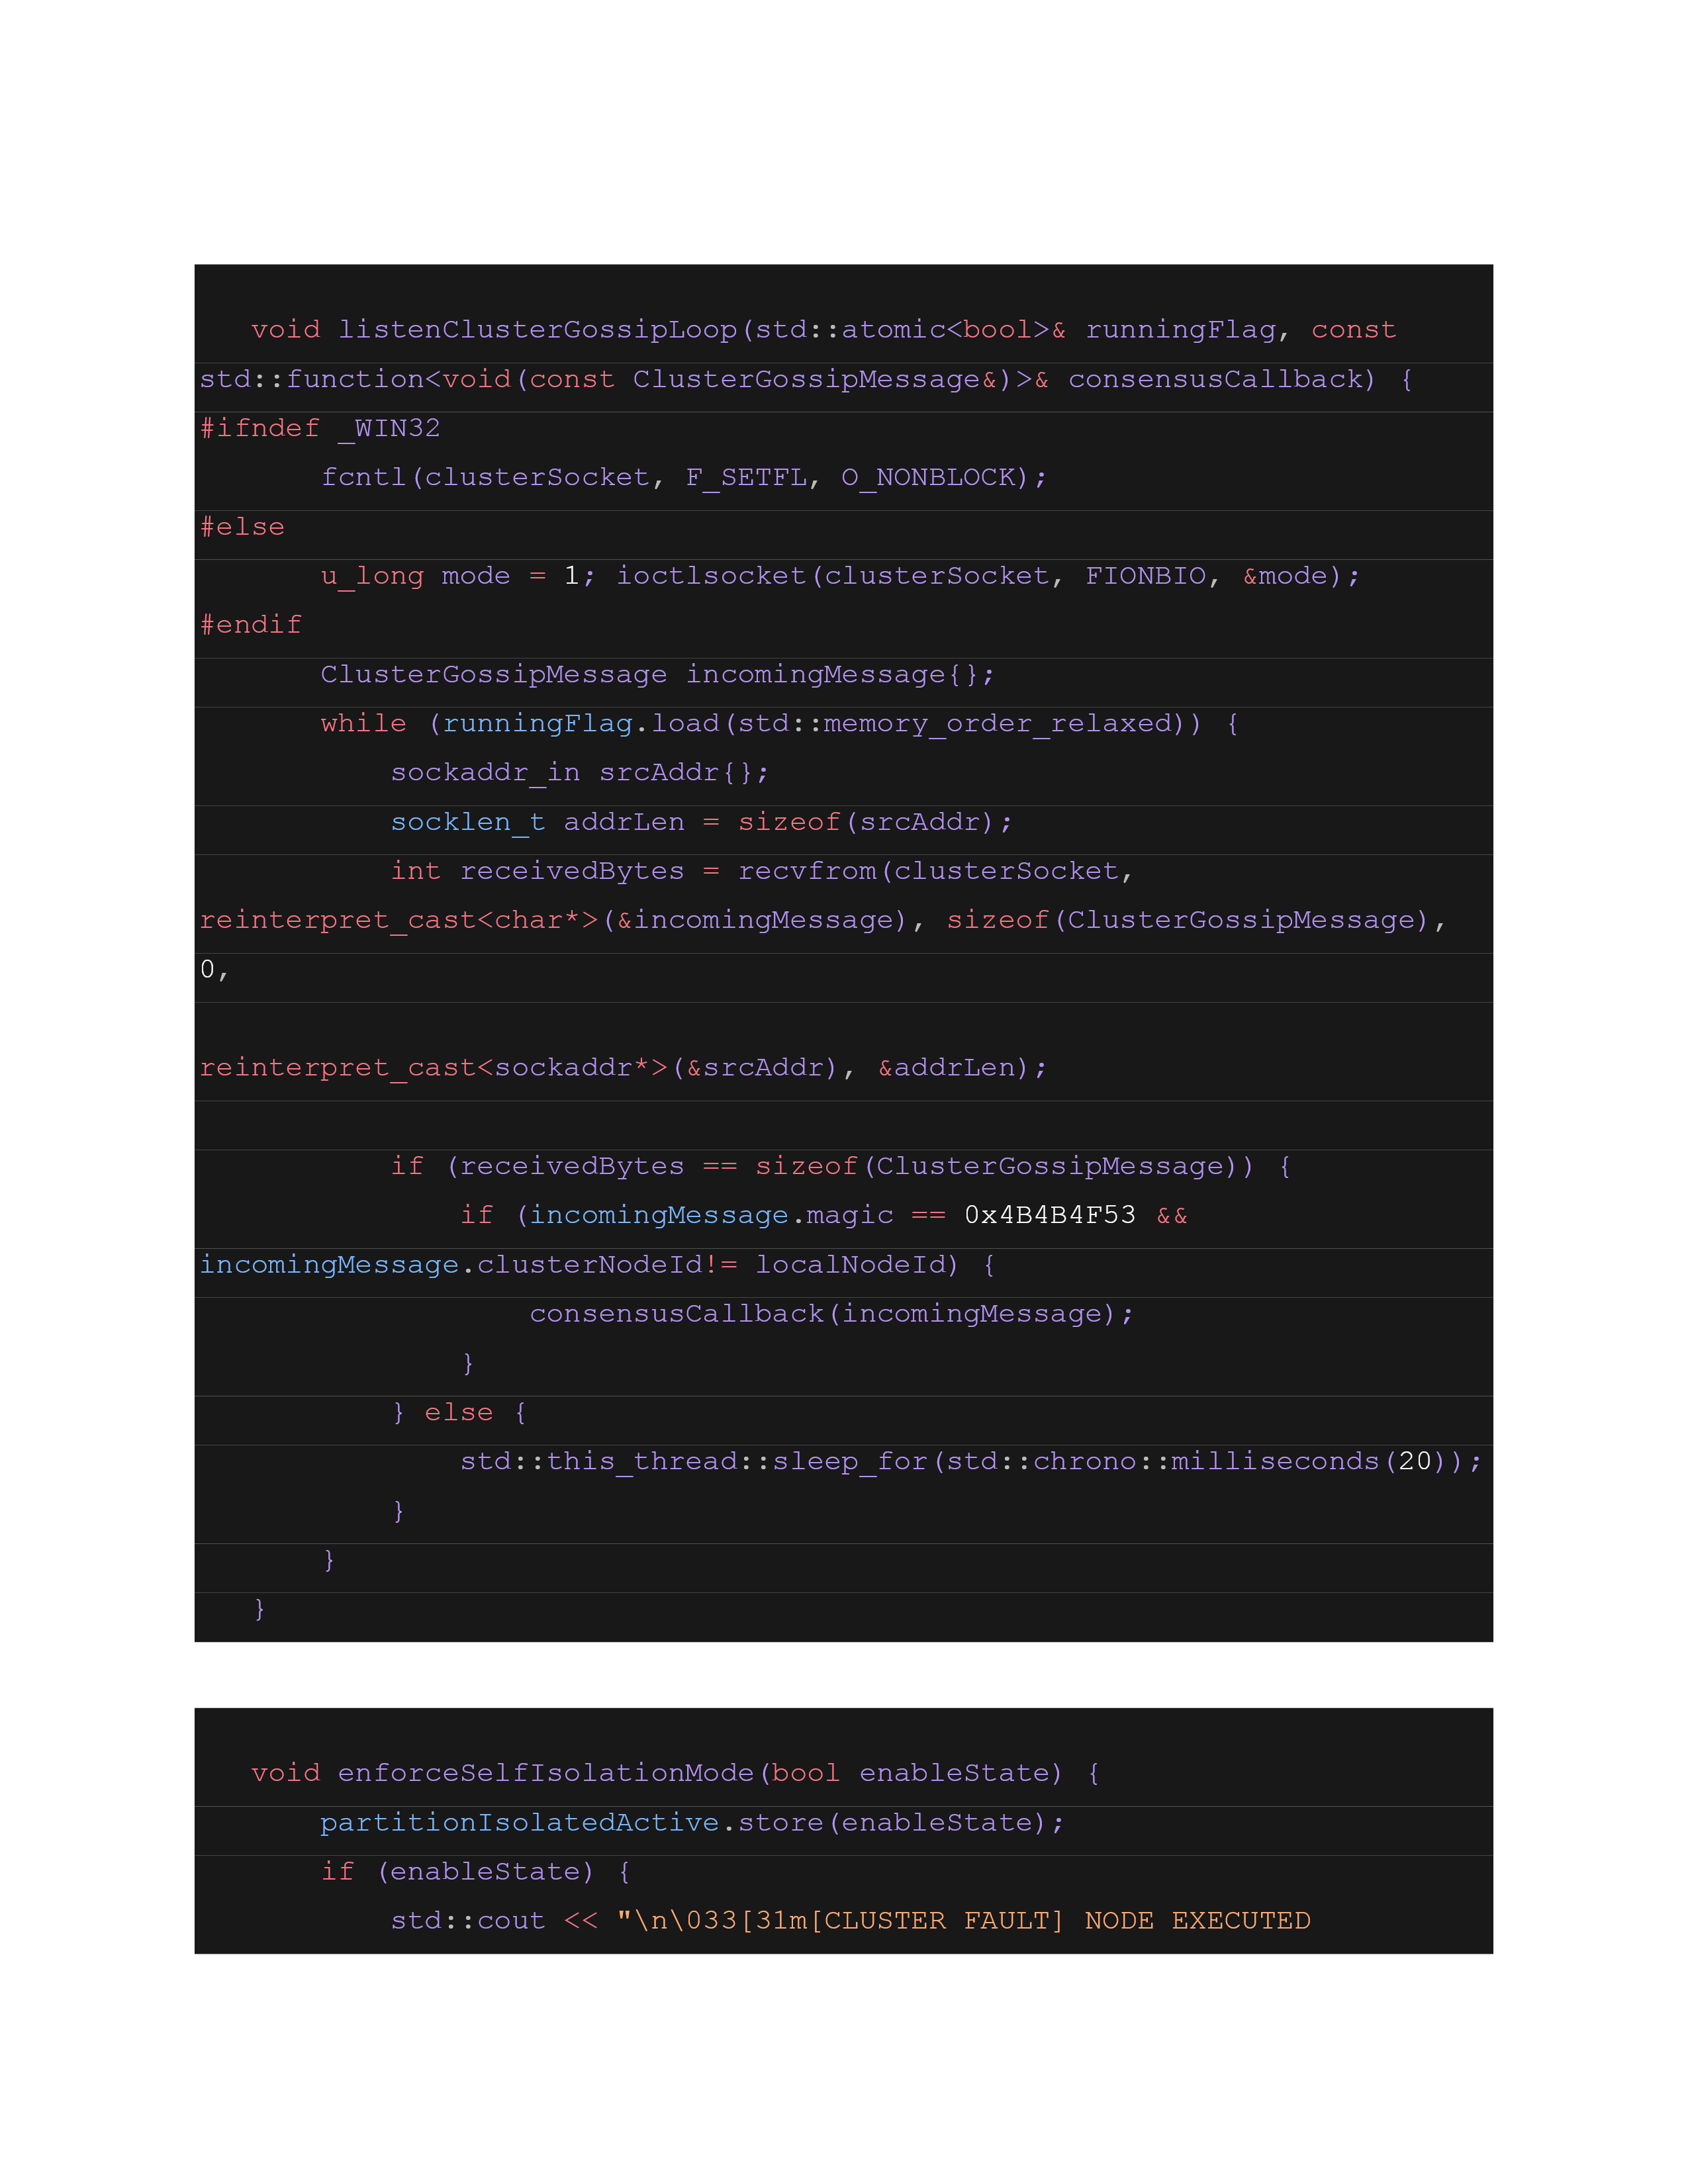 void listenClusterGossipLoop(std::atomic<bool>& runningFlag, const
std::function<void(const ClusterGossipMessage&)>& consensusCallback) {
#ifndef _WIN32
fcntl(clusterSocket, F_SETFL, O_NONBLOCK);
#else
u_long mode = 1; ioctlsocket(clusterSocket, FIONBIO, &mode);
#endif
ClusterGossipMessage incomingMessage{};
while (runningFlag.load(std::memory_order_relaxed)) {
sockaddr_in srcAddr{};
socklen_t addrLen = sizeof(srcAddr);
int receivedBytes = recvfrom(clusterSocket,
reinterpret_cast<char*>(&incomingMessage), sizeof(ClusterGossipMessage),
0,
reinterpret_cast<sockaddr*>(&srcAddr), &addrLen);
if (receivedBytes == sizeof(ClusterGossipMessage)) {
if (incomingMessage.magic == 0x4B4B4F53 &&
incomingMessage.clusterNodeId!= localNodeId) {
consensusCallback(incomingMessage);
}
} else {
std::this_thread::sleep_for(std::chrono::milliseconds(20));
}
}
}
void enforceSelfIsolationMode(bool enableState) {
partitionIsolatedActive.store(enableState);
if (enableState) {
std::cout << "\n\033[31m[CLUSTER FAULT] NODE EXECUTED